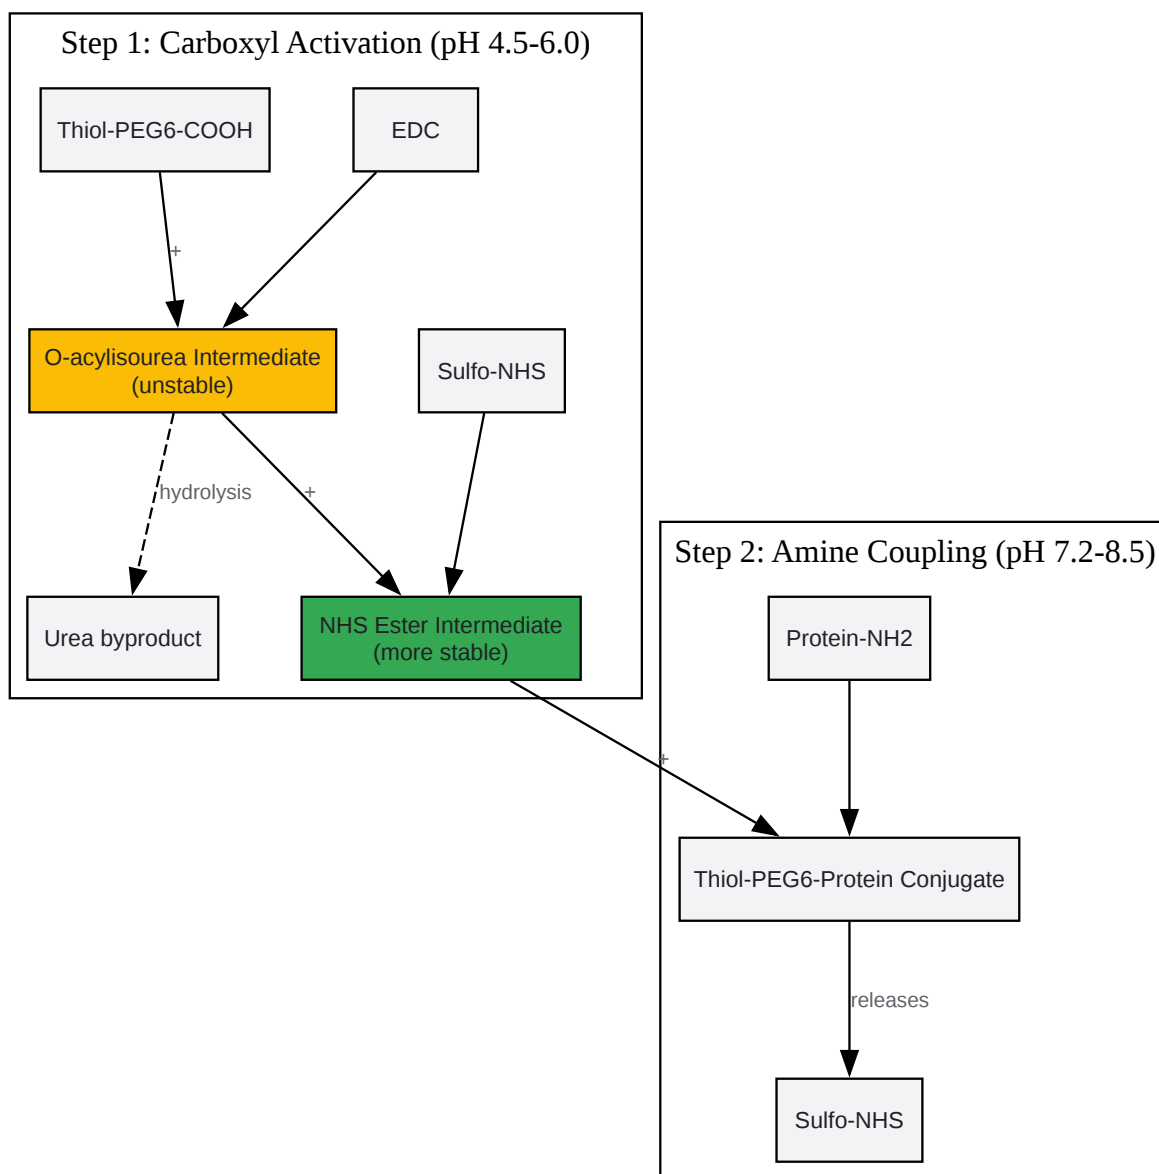 Step 1: Carboxyl Activation (pH 4.5-6.0)
Thiol-PEG6-COOH
EDC
+
O-acylisourea Intermediate
(unstable)
Sulfo-NHS
hydrolysis
+
Urea byproduct
NHS Ester Intermediate
(more stable)
Step 2: Amine Coupling (pH 7.2-8.5)
Protein-NH2
+
Thiol-PEG6-Protein Conjugate
releases
Sulfo-NHS